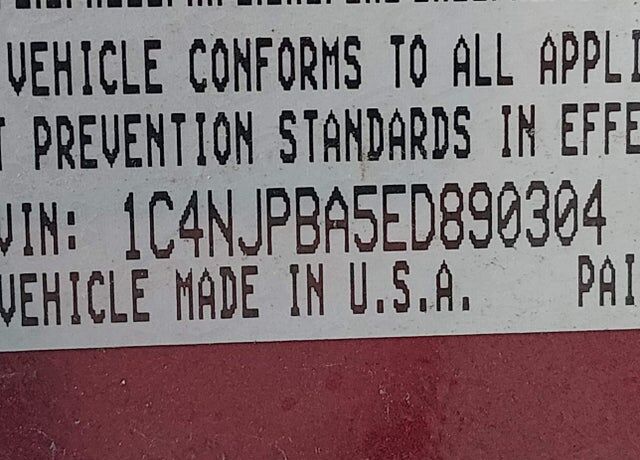 VEHICLE CONFORMS TO ALL APPLI
T PREVENTION STANDARDS IN EFFE
VIN: 1C4NJPBA5ED890304
VEHICLE MADE IN U.S.A. PAI